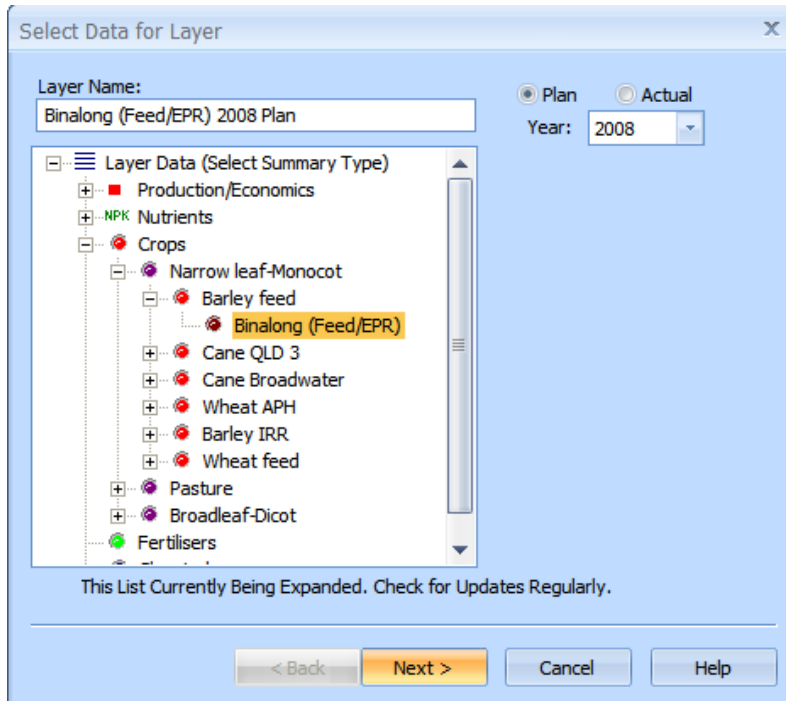 Select Data for Layer
x
Layer Name:
Binalong (Feed/EPR) 2008 Plan
Plan Actual
Year: 2008
Layer Data (Select Summary Type)
Production/Economics
NPK Nutrients
Crops
Narrow leaf-Monocot
Barley feed
Binalong (Feed/EPR)
Cane QLD 3
Cane Broadwater
Wheat APH
Barley IRR
Wheat feed
Pasture
Broadleaf-Dicot
Fertilisers
This List Currently Being Expanded. Check for Updates Regularly.
< Back Next > Cancel Help